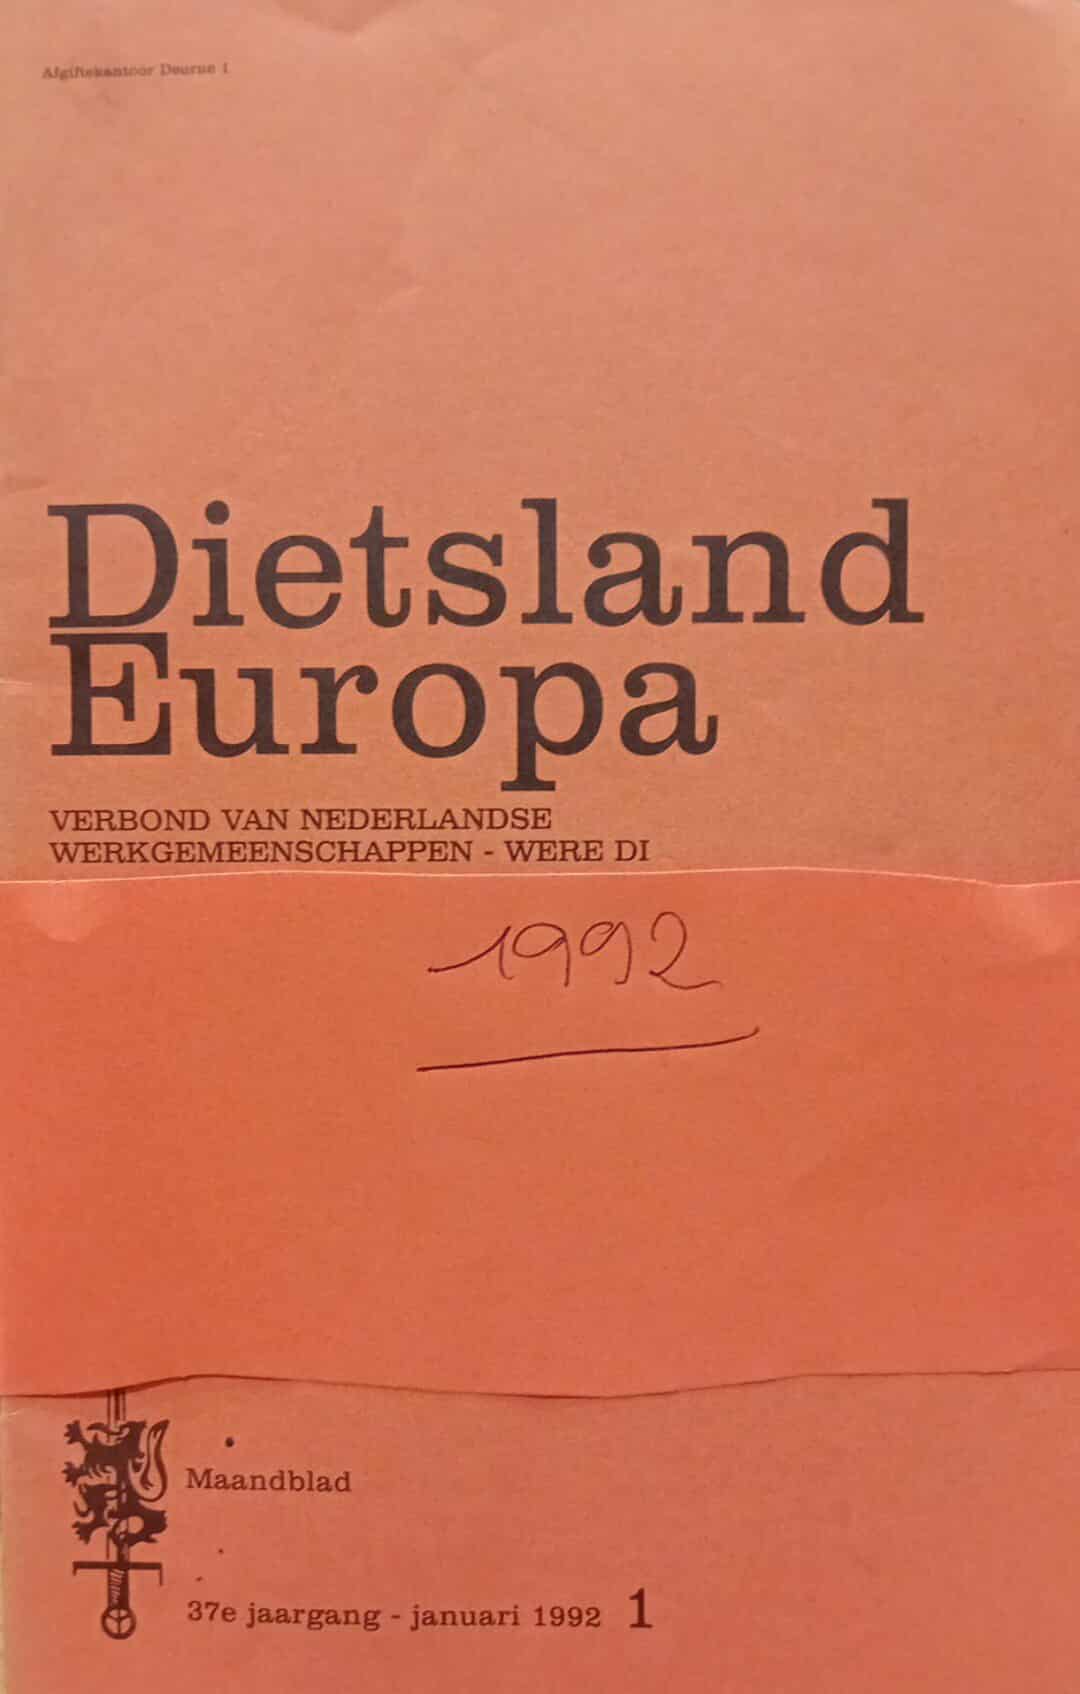 Afgiftekantoor Deurne 1
Dietsland
Europa
VERBOND VAN NEDERLANDSE
WERKGEMEENSCHAPPEN - WERE DI
1992
Maandblad
37e jaargang - januari 1992 1